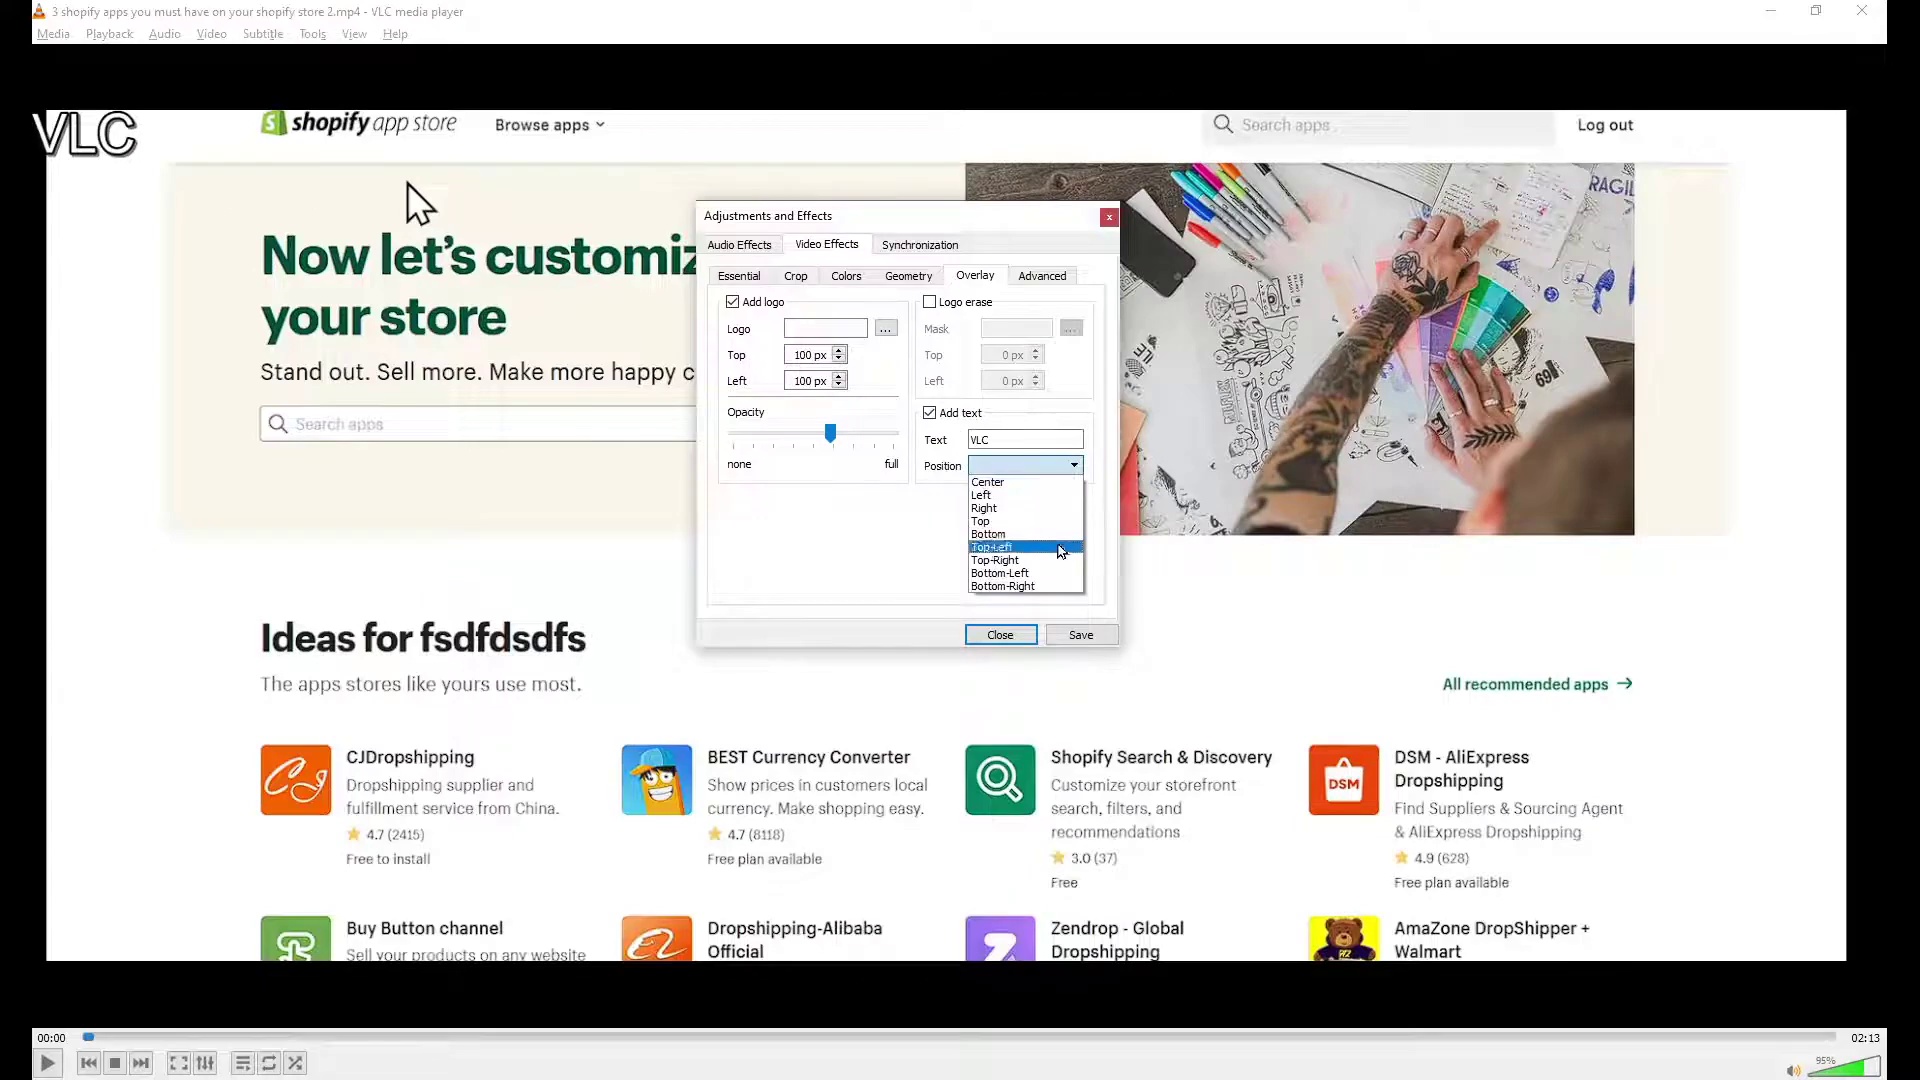 3 shopify apps you must have on your shopify store 2.mp4 - VLC media player
Media Playback Audio Video Subtitle Tools View Help
VLC
shopify app store Browse apps Search apps Log out
Now let's customiz
your store
Stand out. Sell more. Make more happy c
Search apps
Adjustments and Effects
Audio Effects Video Effects Synchronization
Essential Crop Colors Geometry Overlay Advanced
Add logo
Logo ...
Top 100 px
Left 100 px
Opacity
none full
Logo erase
Mask ...
Top 0 px
Left 0 px
Add text
Text VLC
Position
Center
Left
Right
Top
Bottom
Top-Left
Top-Right
Bottom-Left
Bottom-Right
Close Save
FRAGIL
69
Ideas for fsdfdsdfs
The apps stores like yours use most.
All recommended apps →
CJDropshipping
Dropshipping supplier and
fulfillment service from China.
4.7 (2415)
Free to install
BEST Currency Converter
Show prices in customers local
currency. Make shopping easy.
4.7 (8118)
Free plan available
Shopify Search & Discovery
Customize your storefront
search, filters, and
recommendations
3.0 (37)
Free
DSM
DSM - AliExpress
Dropshipping
Find Suppliers & Sourcing Agent
& AliExpress Dropshipping
4.9 (628)
Free plan available
Buy Button channel
Sell your products on any website
Dropshipping-Alibaba
Official
Zendrop - Global
Dropshipping
AmaZone DropShipper +
Walmart
00:00 02:13
95%